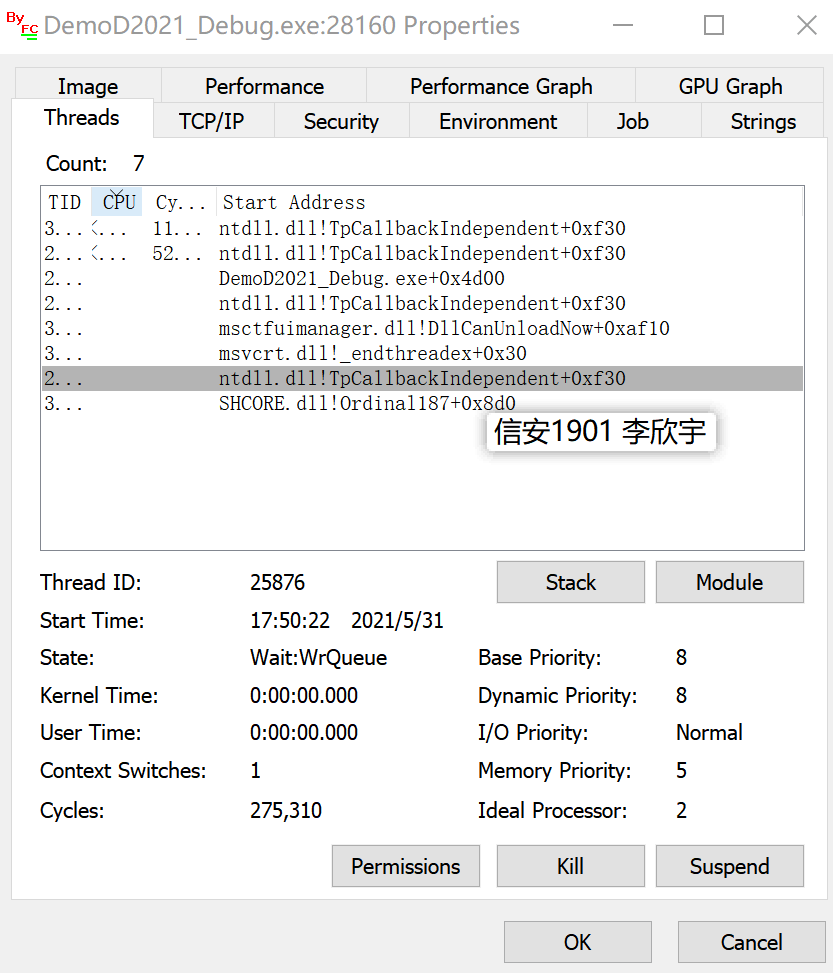 By FC DemoD2021_Debug.exe:28160 Properties
Image Performance Performance Graph GPU Graph
Threads TCP/IP Security Environment Job Strings
Count: 7
TID CPU Cy... Start Address
3... <... 11... ntdll.dll!TpCallbackIndependent+0xf30
2... <... 52... ntdll.dll!TpCallbackIndependent+0xf30
2... DemoD2021_Debug.exe+0x4d00
2... ntdll.dll!TpCallbackIndependent+0xf30
3... msctfuimanager.dll!DllCanUnloadNow+0xaf10
3... msvcrt.dll!_endthreadex+0x30
2... ntdll.dll!TpCallbackIndependent+0xf30
3... SHCORE.dll!Ordinal187+0x8d0
信安1901 李欣宇
Thread ID: 25876 Stack Module
Start Time: 17:50:22 2021/5/31
State: Wait:WrQueue Base Priority: 8
Kernel Time: 0:00:00.000 Dynamic Priority: 8
User Time: 0:00:00.000 I/O Priority: Normal
Context Switches: 1 Memory Priority: 5
Cycles: 275,310 Ideal Processor: 2
Permissions Kill Suspend
OK Cancel